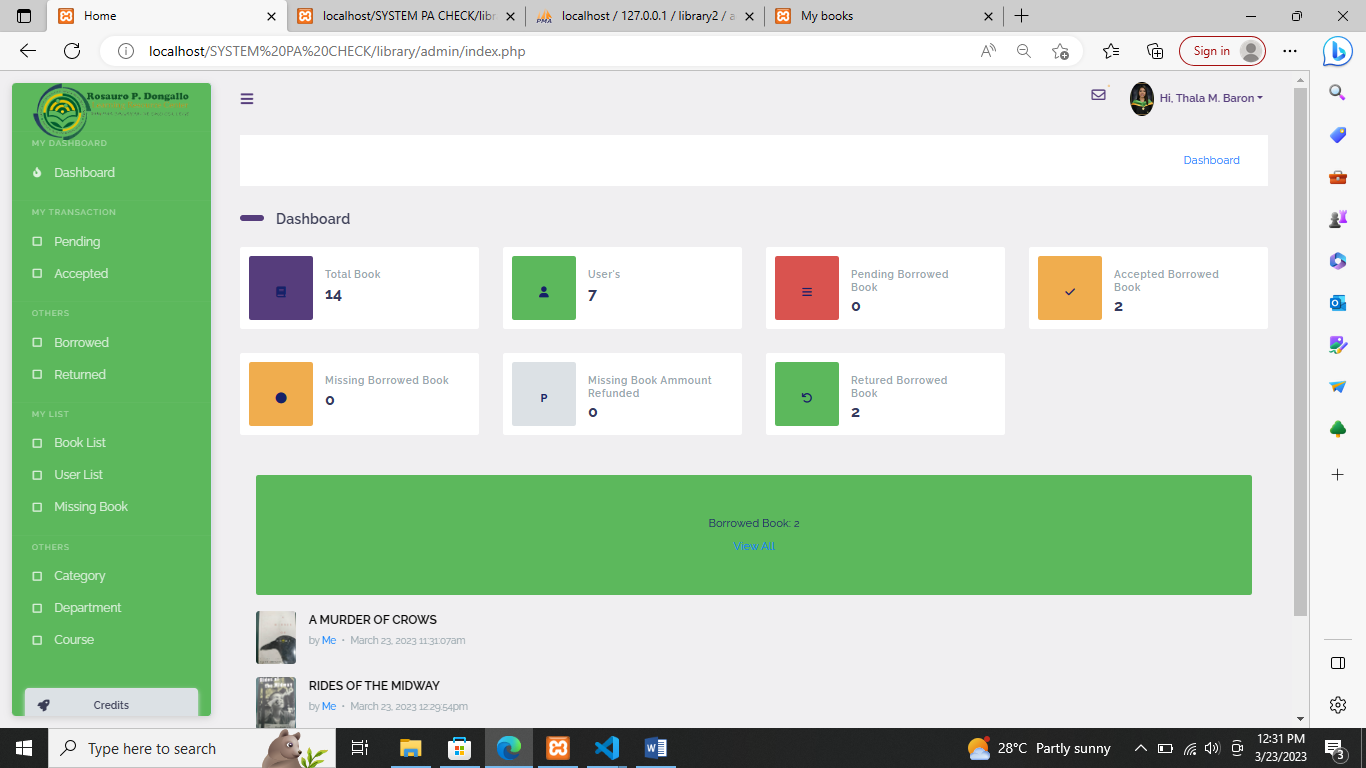 Home
localhost/SYSTEM PA CHECK/libr
localhost / 127.0.0.1 / library2 / a
My books
localhost/SYSTEM%20PA%20CHECK/library/admin/index.php
Sign in
Rosauro P. Dongallo
Hi, Thala M. Baron
MY DASHBOARD
Dashboard
MY TRANSACTION
Pending
Accepted
OTHERS
Borrowed
Returned
MY LIST
Book List
User List
Missing Book
OTHERS
Category
Department
Course
Credits
Dashboard
Dashboard
Total Book
14
User's
7
Pending Borrowed
Book
0
Accepted Borrowed
Book
2
Missing Borrowed Book
0
P
Missing Book Ammount
Refunded
0
Retured Borrowed
Book
2
Borrowed Book: 2
View All
A MURDER OF CROWS
by Me • March 23, 2023 11:31:07am
RIDES OF THE MIDWAY
by Me • March 23, 2023 12:29:54pm
Type here to search
28°C Partly sunny
12:31 PM
3/23/2023
3